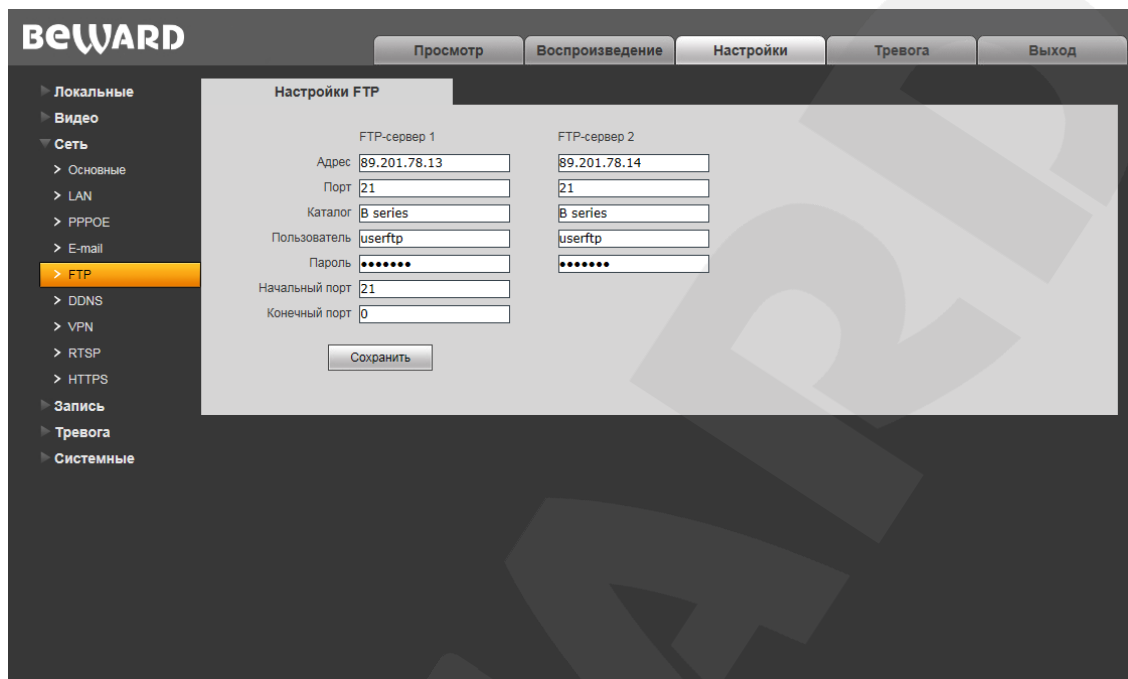 BEWARD
Просмотр Воспроизведение Настройки Тревога Выход
Локальные
Видео
Сеть
Основные
LAN
PPPOE
E-mail
FTP
DDNS
VPN
RTSP
HTTPS
Запись
Тревога
Системные
Настройки FTP
FTP-сервер 1 FTP-сервер 2
Адрес 89.201.78.13 89.201.78.14
Порт 21 21
Каталог B series B series
Пользователь userftp userftp
Пароль ••••••• •••••••
Начальный порт 21
Конечный порт 0
Сохранить